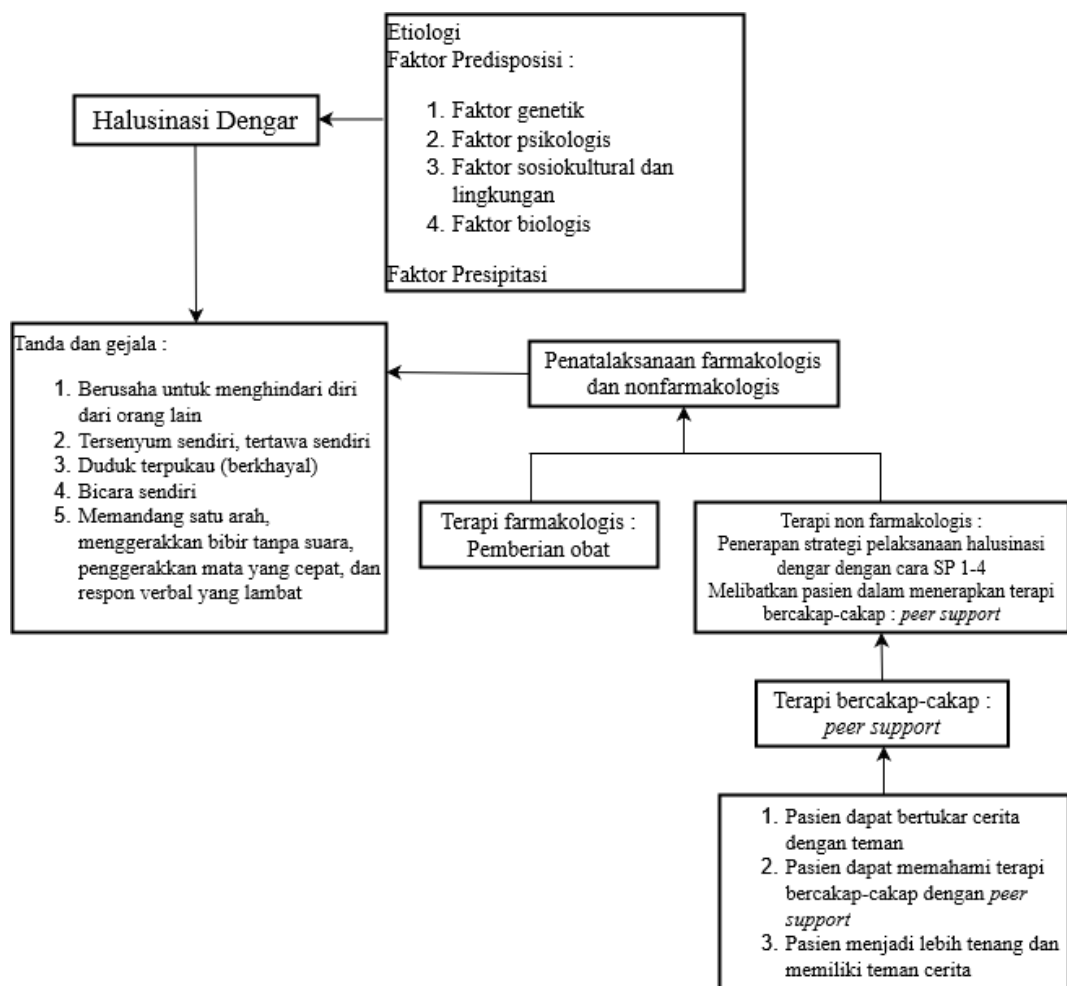 Etiologi
Faktor Predisposisi :
1. Faktor genetik
2. Faktor psikologis
3. Faktor sosiokultural dan
lingkungan
4. Faktor biologis
Faktor Presipitasi
Halusinasi Dengar
Tanda dan gejala :
1. Berusaha untuk menghindari diri
dari orang lain
2. Tersenyum sendiri, tertawa sendiri
3. Duduk terpukau (berkhayal)
4. Bicara sendiri
5. Memandang satu arah,
menggerakkan bibir tanpa suara,
penggerakkan mata yang cepat, dan
respon verbal yang lambat
Penatalaksanaan farmakologis
dan nonfarmakologis
Terapi farmakologis :
Pemberian obat
Terapi non farmakologis :
Penerapan strategi pelaksanaan halusinasi
dengar dengan cara SP 1-4
Melibatkan pasien dalam menerapkan terapi
bercakap-cakap : peer support
Terapi bercakap-cakap :
peer support
1. Pasien dapat bertukar cerita
dengan teman
2. Pasien dapat memahami terapi
bercakap-cakap dengan peer
support
3. Pasien menjadi lebih tenang dan
memiliki teman cerita